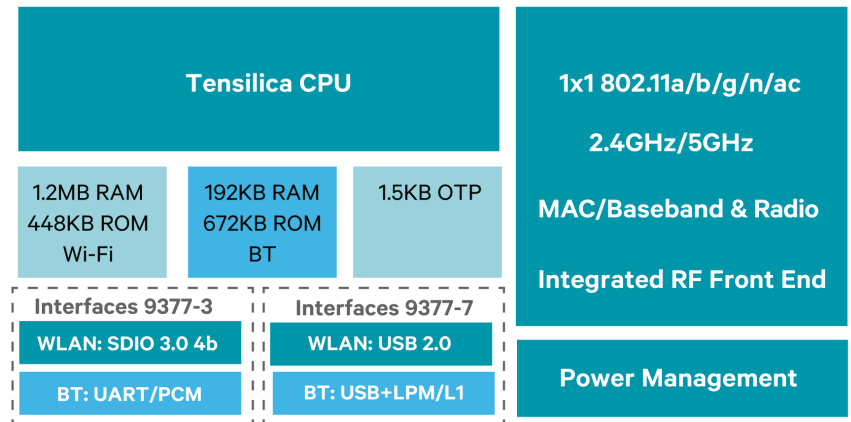 Tensilica CPU
1x1 802.11a/b/g/n/ac
2.4GHz/5GHz
MAC/Baseband & Radio
Integrated RF Front End
1.2MB RAM
448KB ROM
Wi-Fi
192KB RAM
672KB ROM
BT
1.5KB OTP
Interfaces 9377-3
WLAN: SDIO 3.0 4b
BT: UART/PCM
Interfaces 9377-7
WLAN: USB 2.0
BT: USB+LPM/L1
Power Management